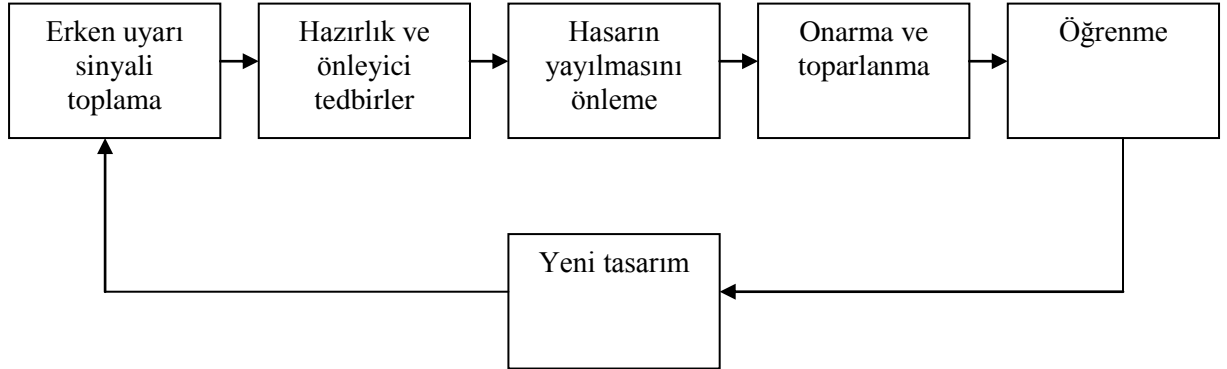 Erken uyarı
sinyali
toplama
Hazırlık ve
önleyici
tedbirler
Hasarın
yayılmasını
önleme
Onarma ve
toparlanma
Öğrenme
Yeni tasarım